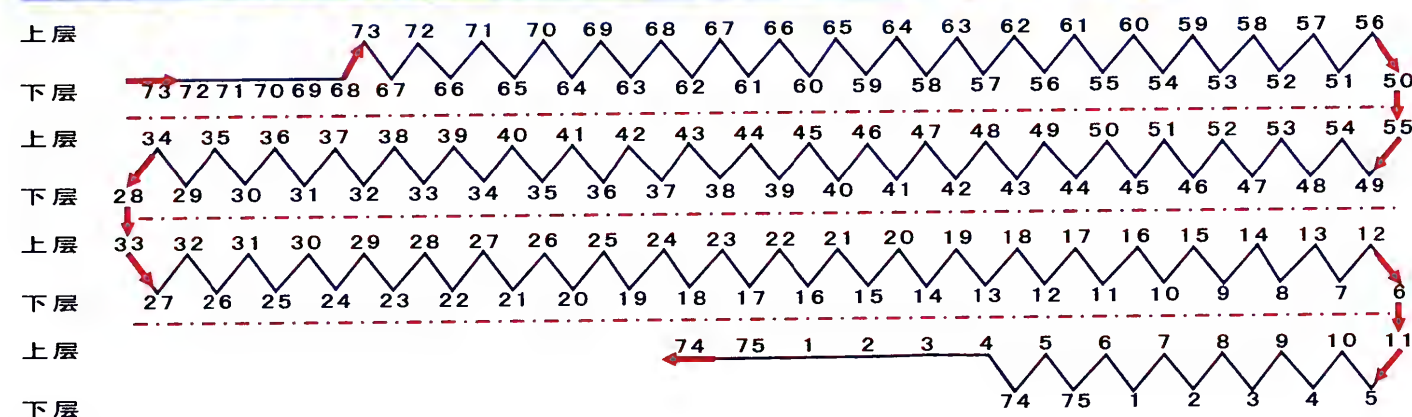 上层 73 72 71 70 69 68 67 66 65 64 63 62 61 60 59 58 57 56
下层 73 72 71 70 69 68 67 66 65 64 63 62 61 60 59 58 57 56 55 54 53 52 51 50
上层 34 35 36 37 38 39 40 41 42 43 44 45 46 47 48 49 50 51 52 53 54 55
下层 28 29 30 31 32 33 34 35 36 37 38 39 40 41 42 43 44 45 46 47 48 49
上层 33 32 31 30 29 28 27 26 25 24 23 22 21 20 19 18 17 16 15 14 13 12
下层 27 26 25 24 23 22 21 20 19 18 17 16 15 14 13 12 11 10 9 8 7 6
上层 74 75 1 2 3 4 5 6 7 8 9 10 11
下层 74 75 1 2 3 4 5